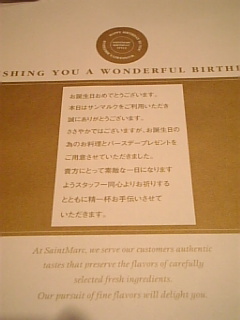 SHING YOU A WONDERFUL BIRTH
お誕生日おめでとうございます。
本日はサンマルクをご利用いただき
誠にありがとうございます。
ささやかではございますが、お誕生日の
為のお料理とバースデープレゼントを
ご用意させていただきました。
貴方にとって素敵な一日になります
ようスタッフ一同心よりお祈りする
とともに精一杯お手伝いさせて
いただきます。
At SaintMarc, we serve our customers authentic
tastes that preserve the flavors of carefully
selected fresh ingredients.
Our pursuit of fine flavors will delight you.